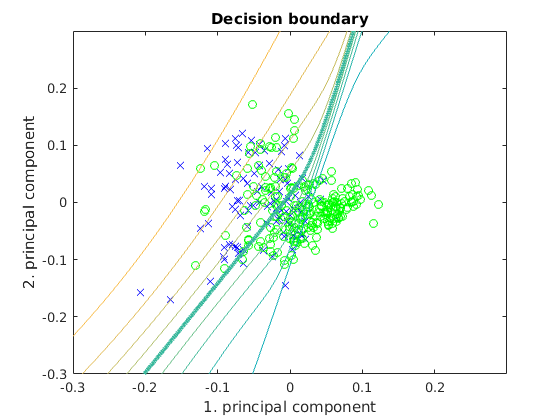 Decision boundary
2. principal component
0.2
0.1
0
-0.1
-0.2
-0.3
-0.3 -0.2 -0.1 0 0.1 0.2
1. principal component